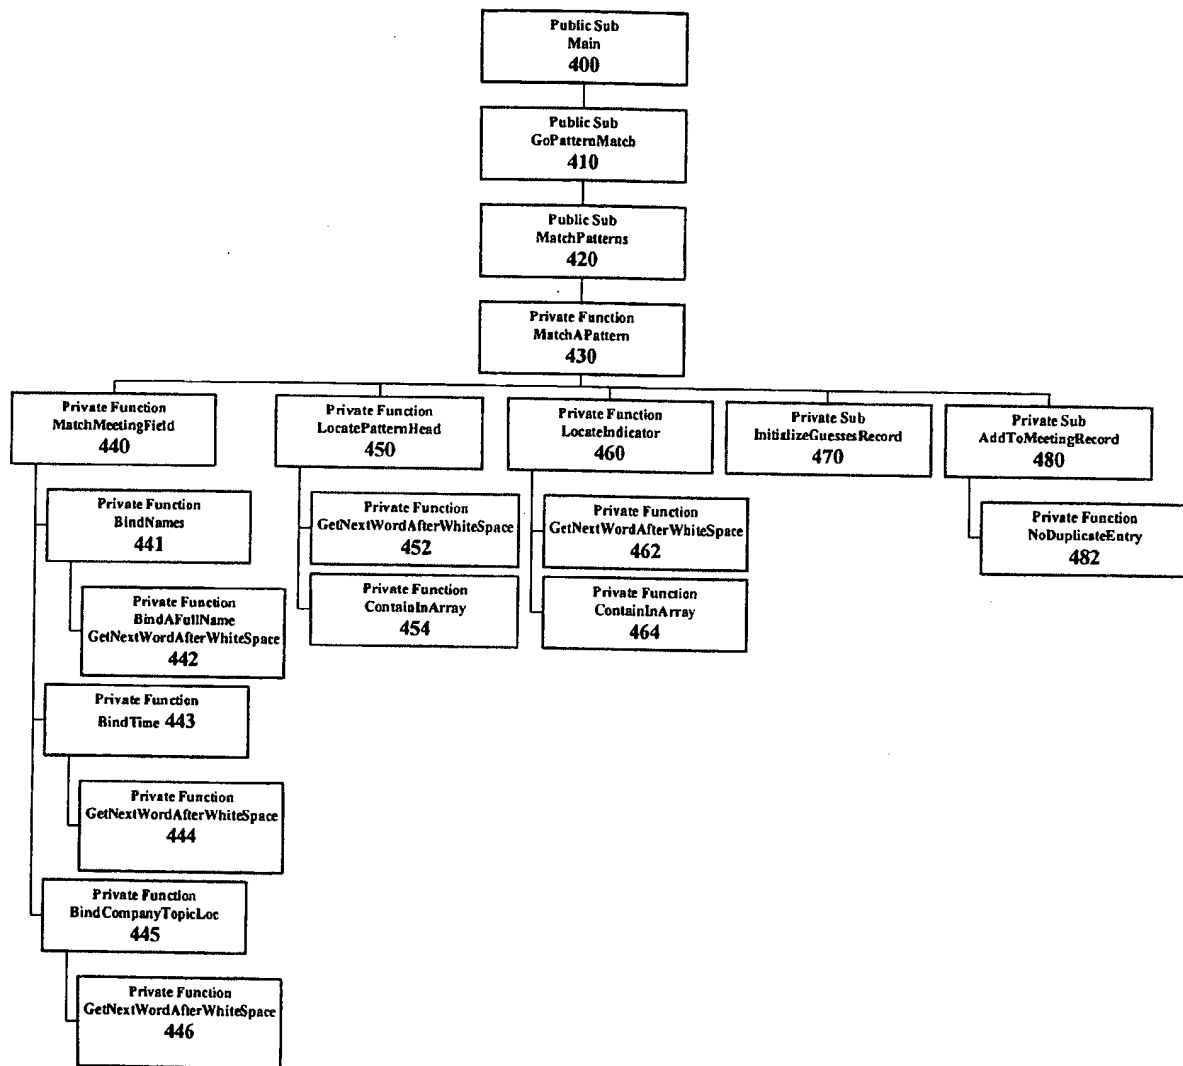 Public Sub
Main
400
Public Sub
GoPatternMatch
410
Public Sub
MatchPatterns
420
Private Function
MatchAPattern
430
Private Function
MatchMeetingField
440
Private Function
LocatePatternHead
450
Private Function
LocateIndicator
460
Private Sub
InitializeGuessesRecord
470
Private Sub
AddToMeetingRecord
480
Private Function
BindNames
441
Private Function
GetNextWordAfterWhiteSpace
452
Private Function
GetNextWordAfterWhiteSpace
462
Private Function
NoDuplicateEntry
482
Private Function
BindAFullName
GetNextWordAfterWhiteSpace
442
Private Function
ContainInArray
454
Private Function
ContainInArray
464
Private Function
BindTime 443
Private Function
GetNextWordAfterWhiteSpace
444
Private Function
BindCompanyTopicLoc
445
Private Function
GetNextWordAfterWhiteSpace
446